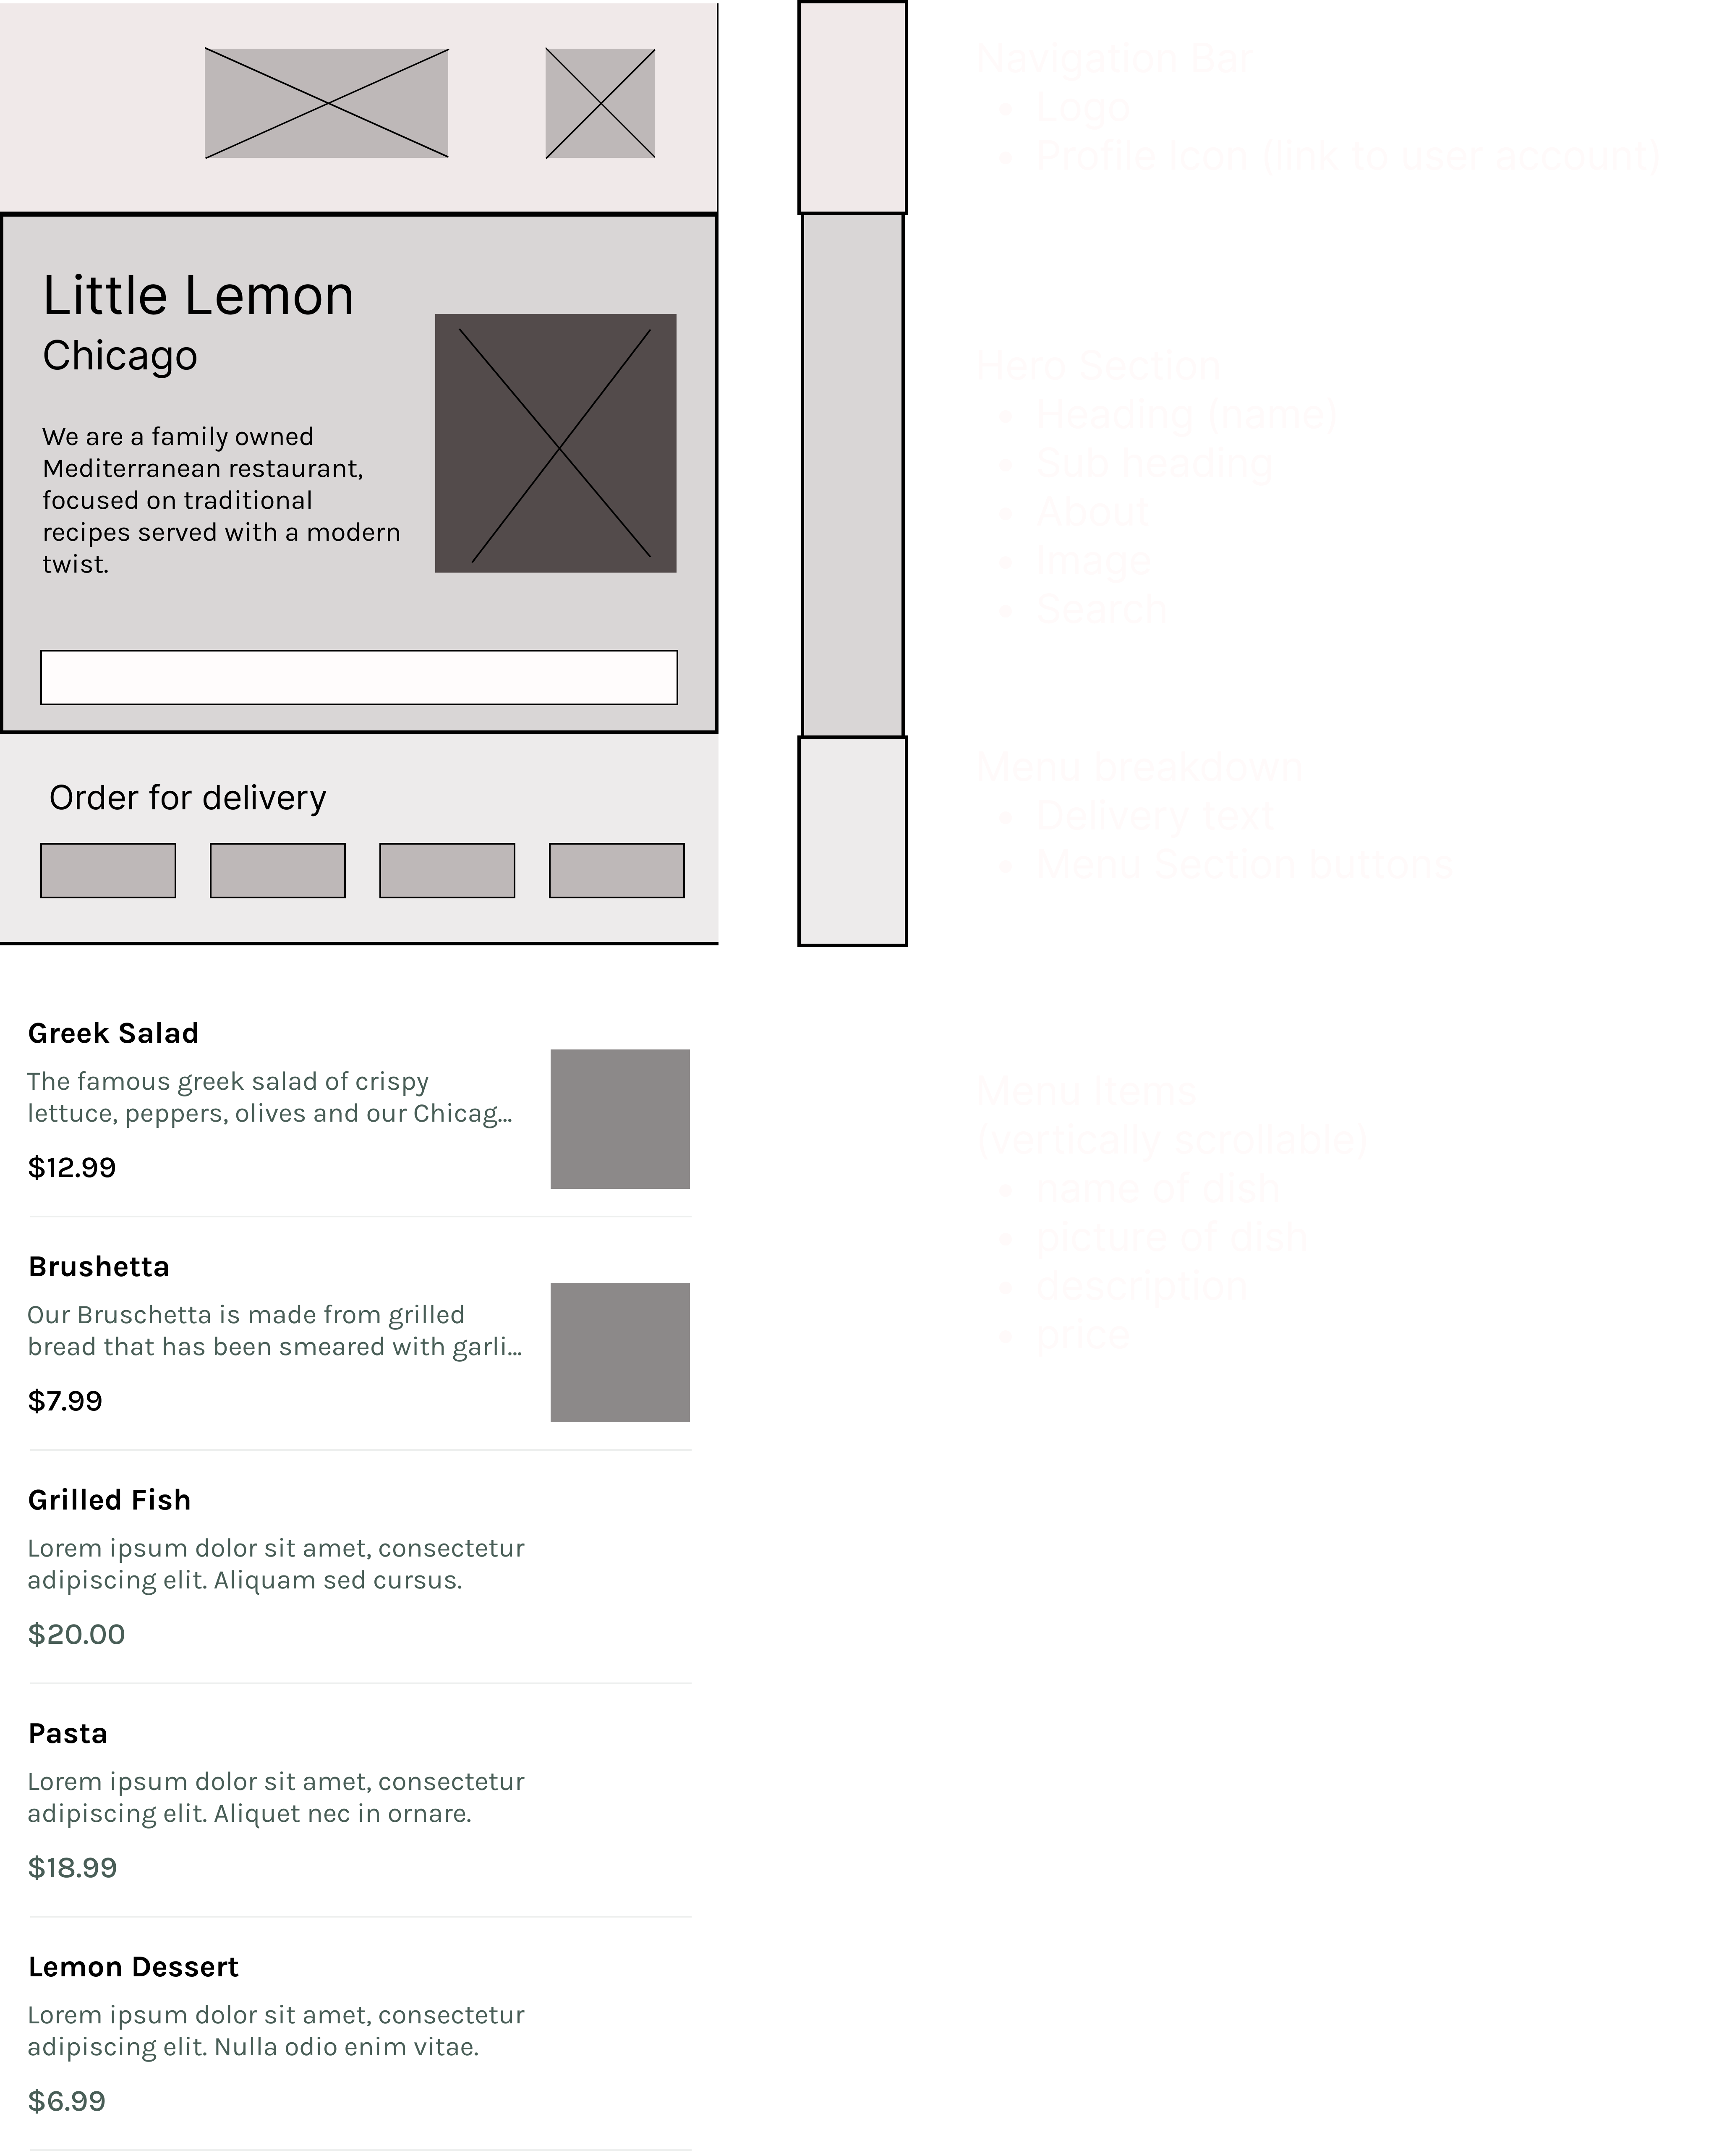 Little Lemon
Chicago
We are a family owned
Mediterranean restaurant,
focused on traditional
recipes served with a modern
twist.
Order for delivery
Greek Salad
The famous greek salad of crispy
lettuce, peppers, olives and our Chicag...
$12.99
Brushetta
Our Bruschetta is made from grilled
bread that has been smeared with garli...
$7.99
Grilled Fish
Lorem ipsum dolor sit amet, consectetur
adipiscing elit. Aliquam sed cursus.
$20.00
Pasta
Lorem ipsum dolor sit amet, consectetur
adipiscing elit. Aliquet nec in ornare.
$18.99
Lemon Dessert
Lorem ipsum dolor sit amet, consectetur
adipiscing elit. Nulla odio enim vitae.
$6.99
Navigation Bar
• Logo
• Profile Icon (link to user account)
Hero Section
• Heading (name)
• Sub heading
• About
• Image
• Search
Menu breakdown
• Delivery text
• Menu Section buttons
Menu Items
(vertically scrollable)
• name of dish
• picture of dish
• description
• price